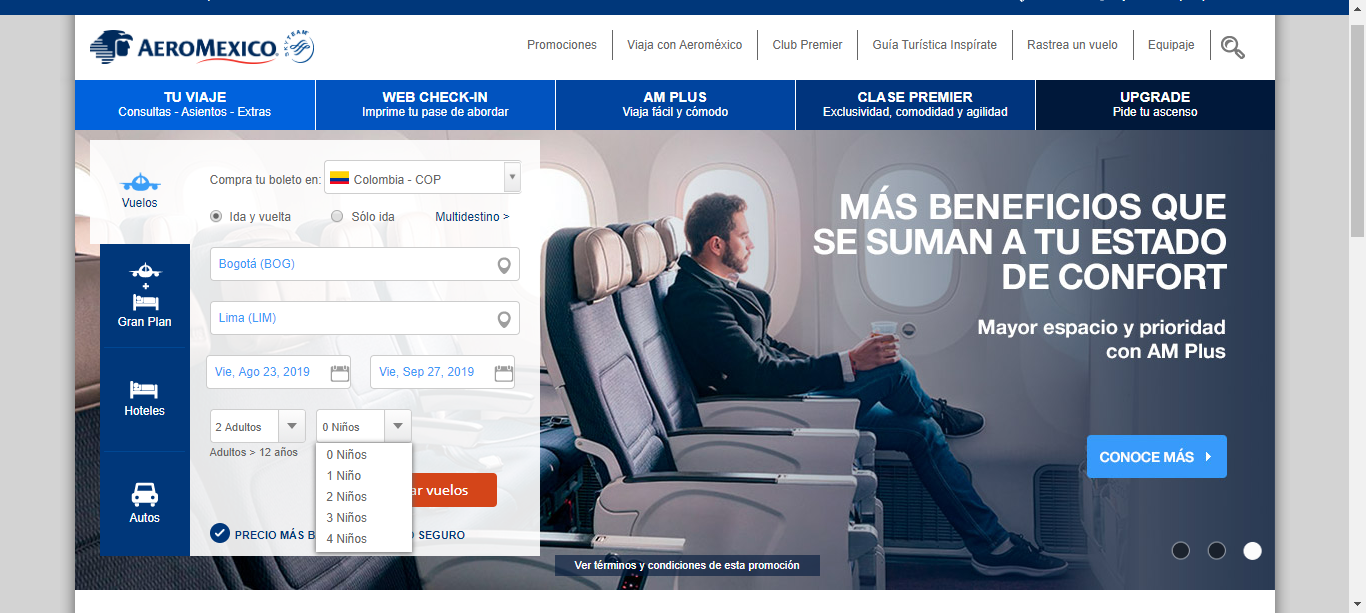 AEROMEXICO.
SKYTEAM
Promociones
Viaja con Aeroméxico
Club Premier
Guía Turística Inspírate
Rastrea un vuelo
Equipaje
TU VIAJE
Consultas - Asientos - Extras
WEB CHECK-IN
Imprime tu pase de abordar
AM PLUS
Viaja fácil y cómodo
CLASE PREMIER
Exclusividad, comodidad y agilidad
UPGRADE
Pide tu ascenso
Vuelos
+
Gran Plan
Hoteles
Autos
Compra tu boleto en:
Colombia - COP
Ida y vuelta
Sólo ida
Multidestino >
Bogotá (BOG)
Lima (LIM)
Vie, Ago 23, 2019
Vie, Sep 27, 2019
2 Adultos
0 Niños
Adultos > 12 años
0 Niños
1 Niño
2 Niños
3 Niños
4 Niños
ar vuelos
PRECIO MÁS B
O SEGURO
MÁS BENEFICIOS QUE
SE SUMAN A TU ESTADO
DE CONFORT
Mayor espacio y prioridad
con AM Plus
CONOCE MÁS
Ver términos y condiciones de esta promoción